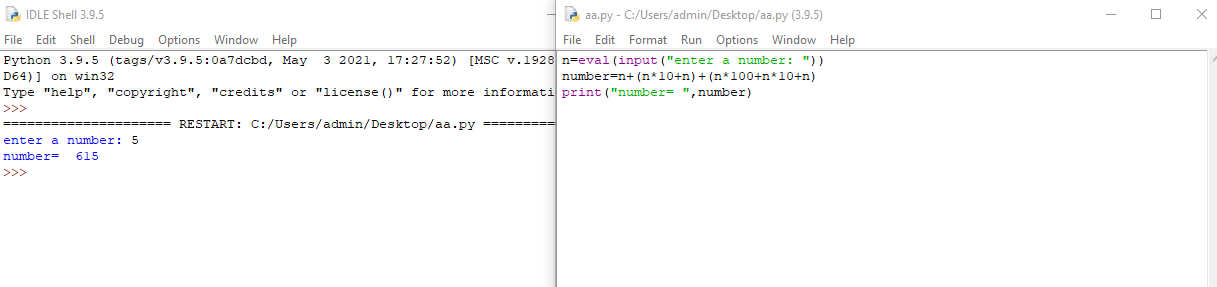 IDLE Shell 3.9.5
File Edit Shell Debug Options Window Help
Python 3.9.5 (tags/v3.9.5:0a7dcbd, May  3 2021, 17:27:52) [MSC v.1928
D64)] on win32
Type "help", "copyright", "credits" or "license()" for more informati
>>>
===================== RESTART: C:/Users/admin/Desktop/aa.py =========
enter a number: 5
number=  615
>>>
aa.py - C:/Users/admin/Desktop/aa.py (3.9.5)
File Edit Format Run Options Window Help
n=eval(input("enter a number: "))
number=n+(n*10+n)+(n*100+n*10+n)
print("number= ",number)